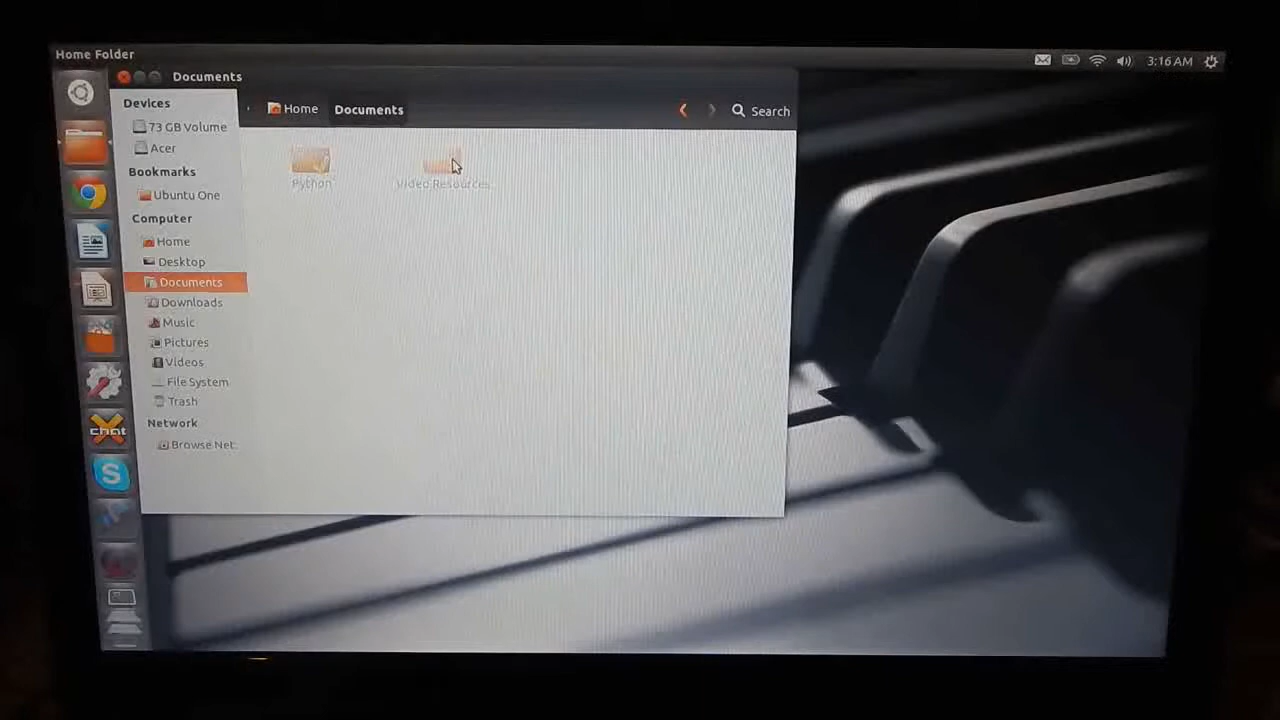 Home Folder
3:16 AM
Documents
Devices
73 GB Volume
Acer
Bookmarks
Ubuntu One
Computer
Home
Desktop
Documents
Downloads
Music
Pictures
Videos
File System
Trash
Network
Browse Net
Home
Documents
Search
Python
Video Resources
chat
S